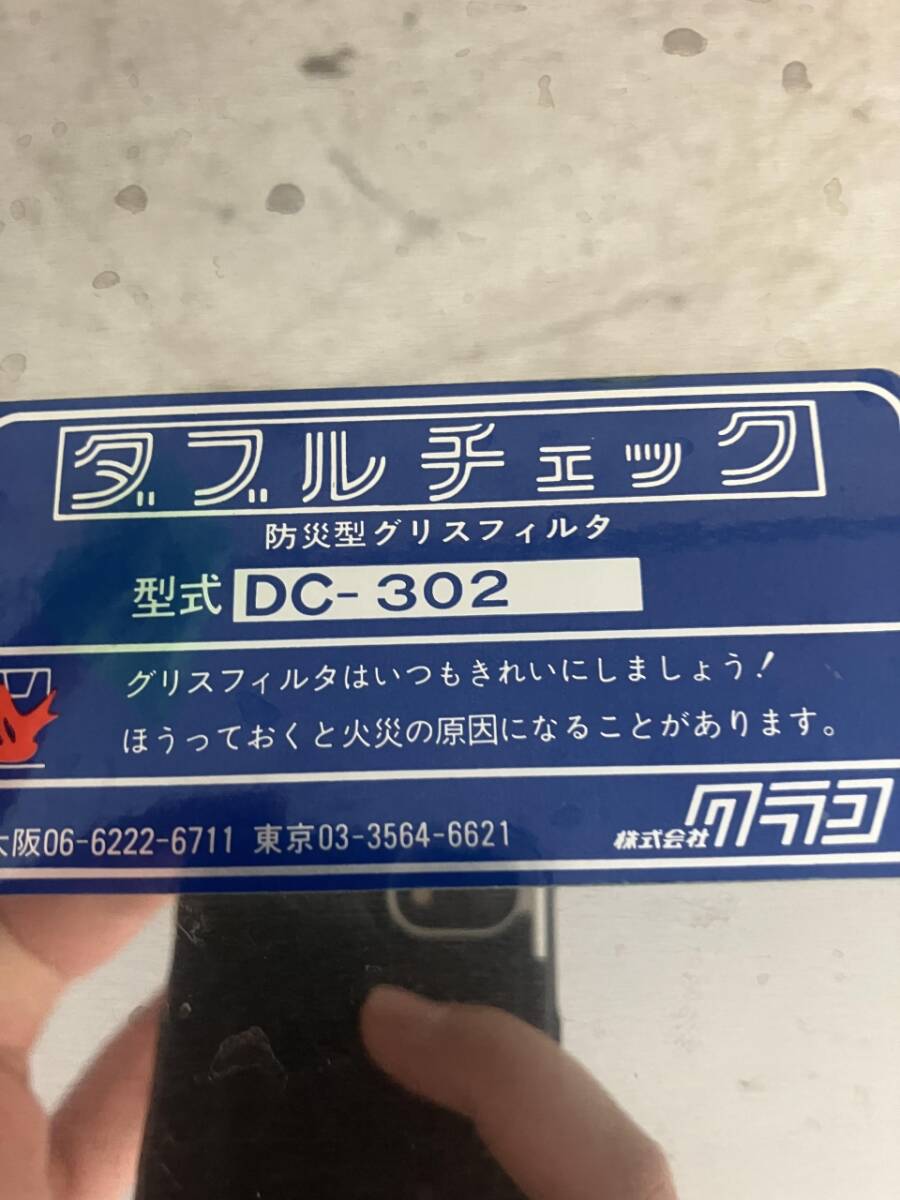 ダブルチェック
防災型グリスフィルタ
型式 DC-302
グリスフィルタはいつもきれいにしましょう!
ほうっておくと火災の原因になることがあります。
大阪06-6222-6711 東京03-3564-6621 株式会社クラコ